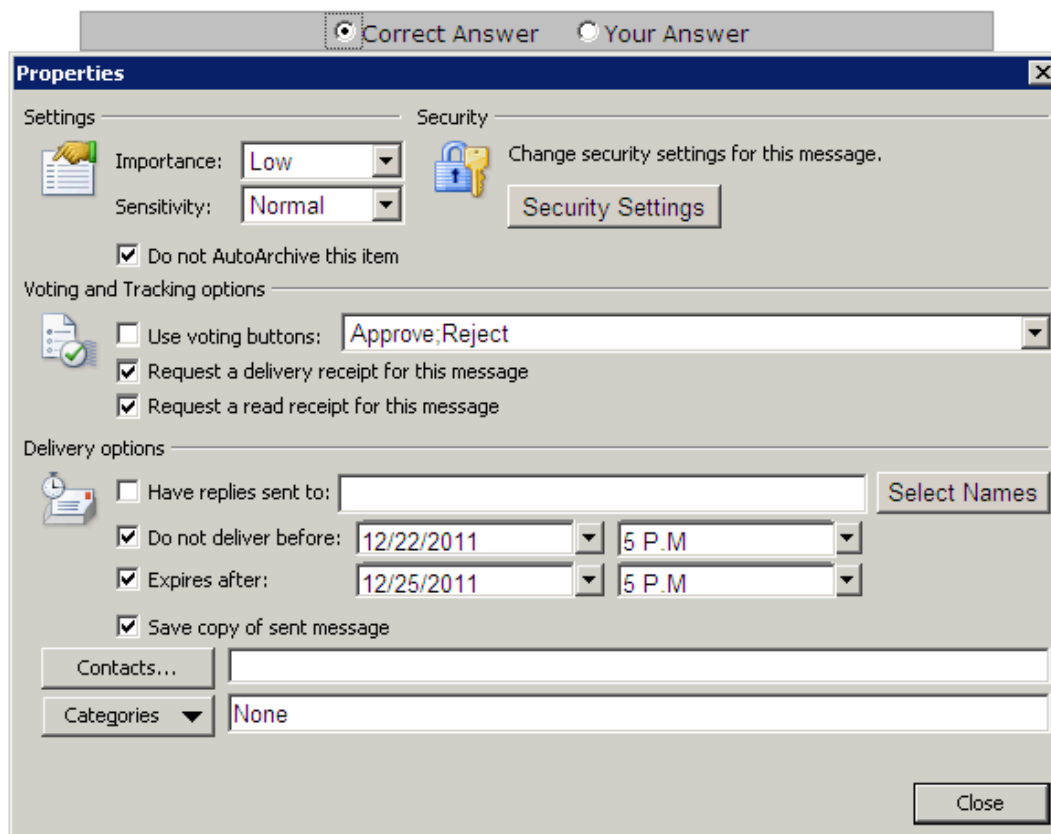 Correct Answer Your Answer
Properties
Settings Security
Importance: Low Change security settings for this message.
Sensitivity: Normal Security Settings
Do not AutoArchive this item
Voting and Tracking options
Use voting buttons: Approve;Reject
Request a delivery receipt for this message
Request a read receipt for this message
Delivery options
Have replies sent to: Select Names
Do not deliver before: 12/22/2011 5 P.M
Expires after: 12/25/2011 5 P.M
Save copy of sent message
Contacts...
Categories None
Close